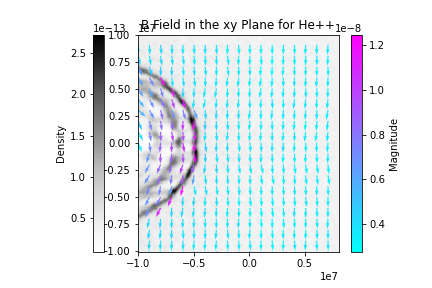 1e−13
1e7
B Field in the xy Plane for He++
1e−8
2.5
2.0
1.5
1.0
0.5
Density
1.00
0.75
0.50
0.25
0.00
-0.25
-0.50
-0.75
-1.00
1.2
1.0
0.8
0.6
0.4
Magnitude
-1.0 -0.5 0.0 0.5
1e7